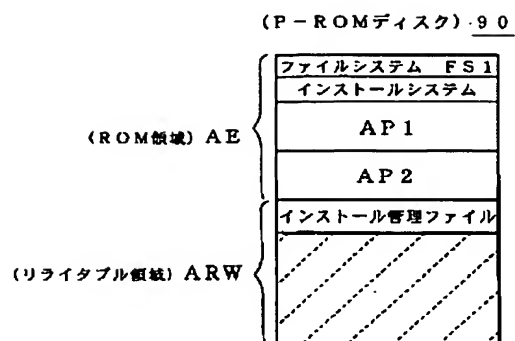 (P－ROMディスク) 90
ファイルシステム FS1
インストールシステム
AP1
(ROM領域) AE
AP2
インストール管理ファイル
(リライタブル領域) ARW